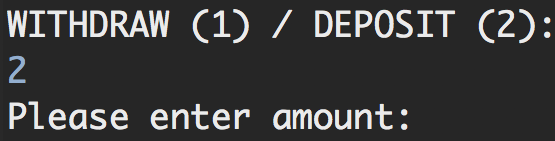 WITHDRAW (1) / DEPOSIT (2):
2
Please enter amount: